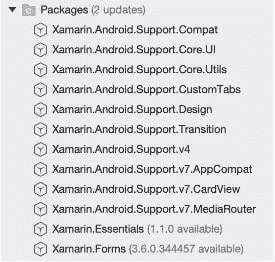 Packages (2 updates)
Xamarin.Android.Support.Compat
Xamarin.Android.Support.Core.UI
Xamarin.Android.Support.Core.Utils
Xamarin.Android.Support.CustomTabs
Xamarin.Android.Support.Design
Xamarin.Android.Support.Transition
Xamarin.Android.Support.v4
Xamarin.Android.Support.v7.AppCompat
Xamarin.Android.Support.v7.CardView
Xamarin.Android.Support.v7.MediaRouter
Xamarin.Essentials (1.1.0 available)
Xamarin.Forms (3.6.0.344457 available)